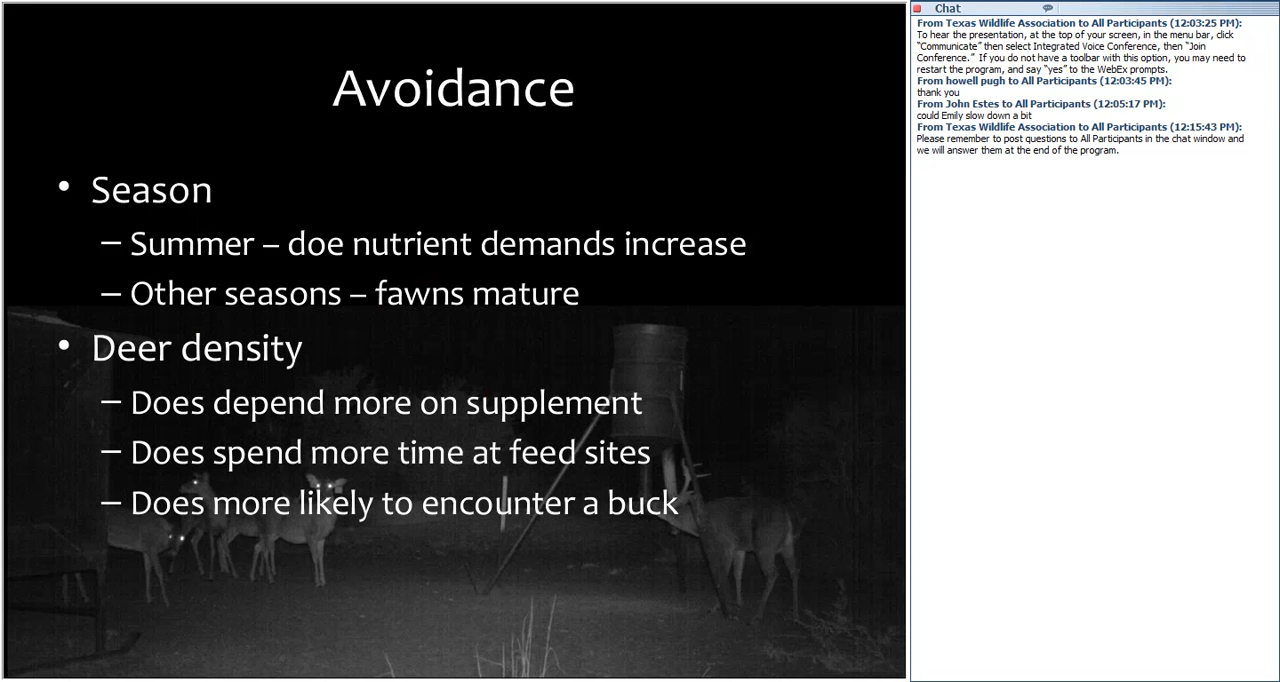 Avoidance
• Season
– Summer – doe nutrient demands increase
– Other seasons – fawns mature
• Deer density
– Does depend more on supplement
– Does spend more time at feed sites
– Does more likely to encounter a buck
Chat
From Texas Wildlife Association to All Participants (12:03:25 PM):
To hear the presentation, at the top of your screen, in the menu bar, click
“Communicate” then select Integrated Voice Conference, then “Join
Conference.” If you do not have a toolbar with this option, you may need to
restart the program, and say “yes” to the WebEx prompts.
From howell pugh to All Participants (12:03:45 PM):
thank you
From John Estes to All Participants (12:05:17 PM):
could Emily slow down a bit
From Texas Wildlife Association to All Participants (12:15:43 PM):
Please remember to post questions to All Participants in the chat window and
we will answer them at the end of the program.